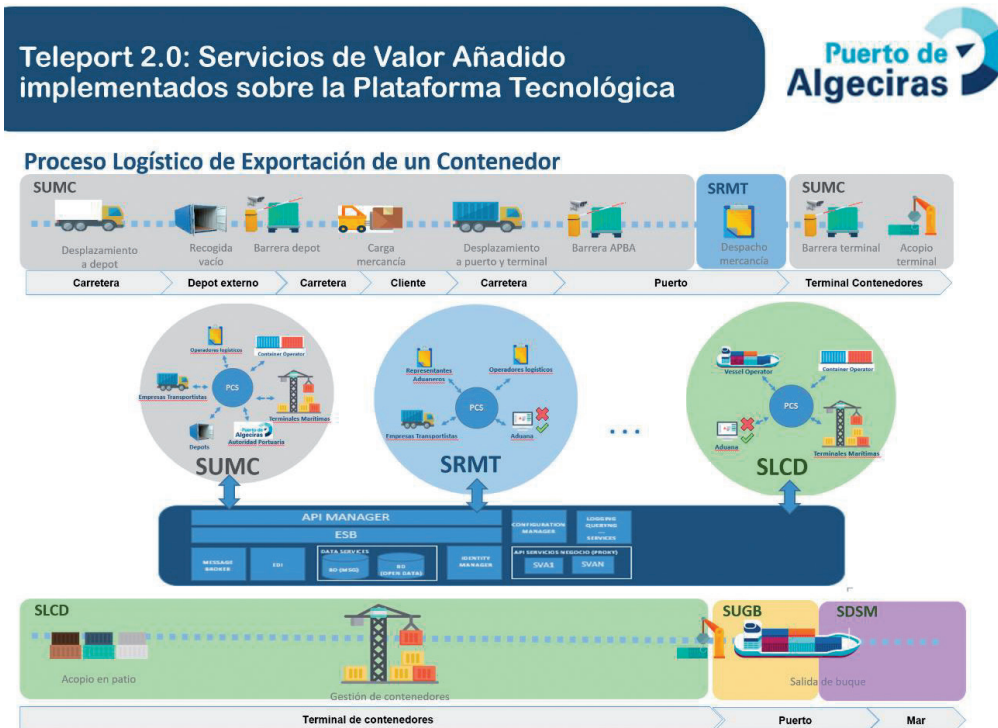 Teleport 2.0: Servicios de Valor Añadido
implementados sobre la Plataforma Tecnológica
Puerto de
Algeciras
Proceso Logístico de Exportación de un Contenedor
SUMC
SRMT
SUMC
Desplazamiento
a depot
Recogida
vacío
Barrera depot
Carga
mercancía
Desplazamiento
a puerto y terminal
Barrera APBA
Despacho
mercancía
Barrera terminal
Acopio
terminal
Carretera
Depot externo
Carretera
Cliente
Carretera
Puerto
Terminal Contenedores
Operadores logísticos
Container Operator
Empresas Transportistas
PCS
Terminales Marítimas
Depots
Puerto de
Algeciras
Autoridad Portuaria
SUMC
Representantes
Aduaneros
Operadores logísticos
PCS
Empresas Transportistas
Aduana
SRMT
...
Vessel Operator
Container Operator
PCS
Aduana
Terminales Marítimas
SLCD
API MANAGER
ESB
MESSAGE
BROKER
EDI
DATA SERVICES
BD (MSG)
BD
(OPEN DATA)
IDENTITY
MANAGER
CONFIGURATION
MANAGER
LOGGING
QUERYNG
...
SERVICES
API SERVICIOS NEGOCIO (PROXY)
SVA1
SVAN
SLCD
SUGB
SDSM
Acopio en patio
Gestión de contenedores
Salida de buque
Terminal de contenedores
Puerto
Mar